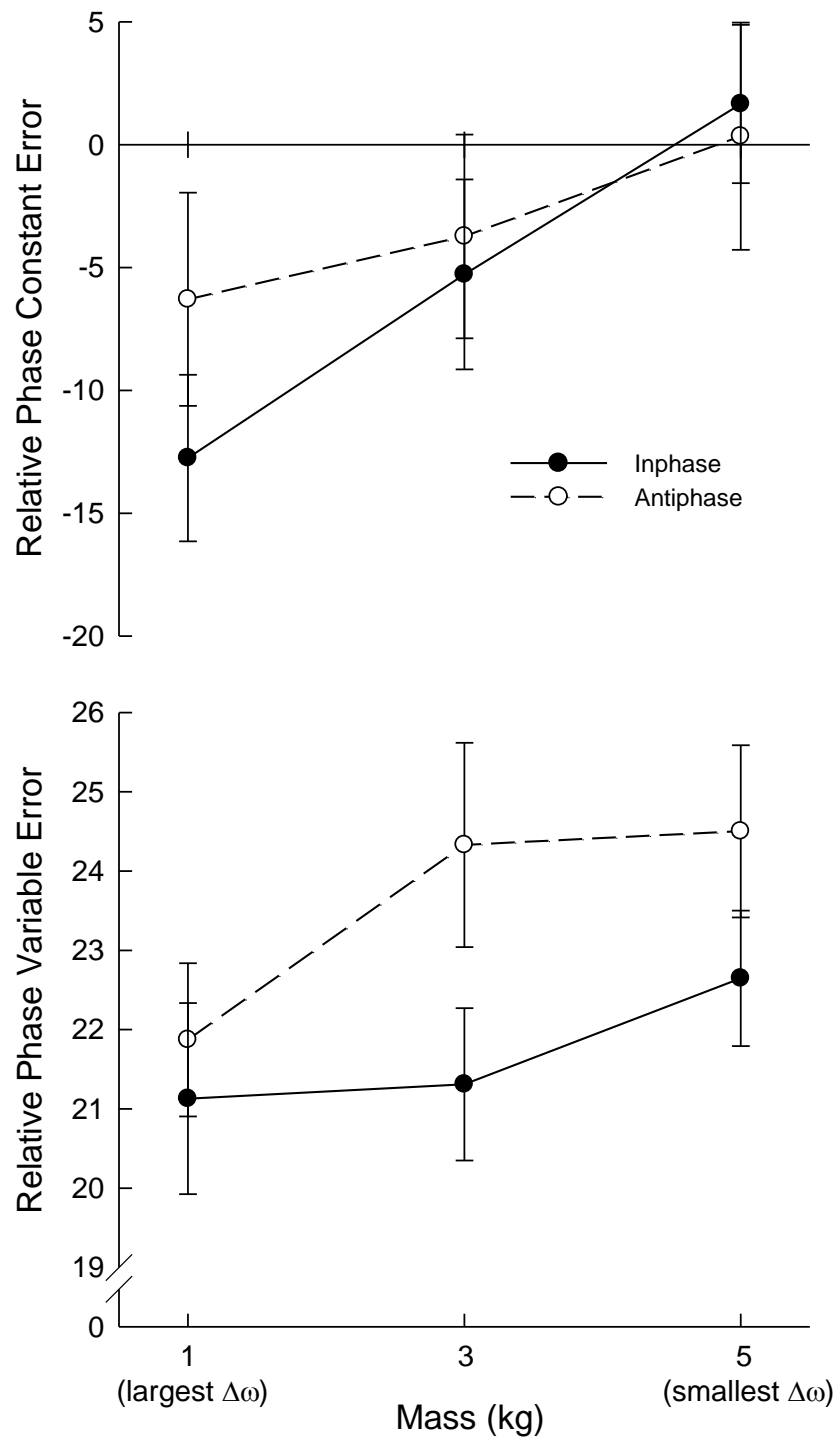 Relative Phase Constant Error
5
0
-5
-10
-15
-20
Inphase
Antiphase
Relative Phase Variable Error
26
25
24
23
22
21
20
19
0
1 3 5
(largest Δω) (smallest Δω)
Mass (kg)